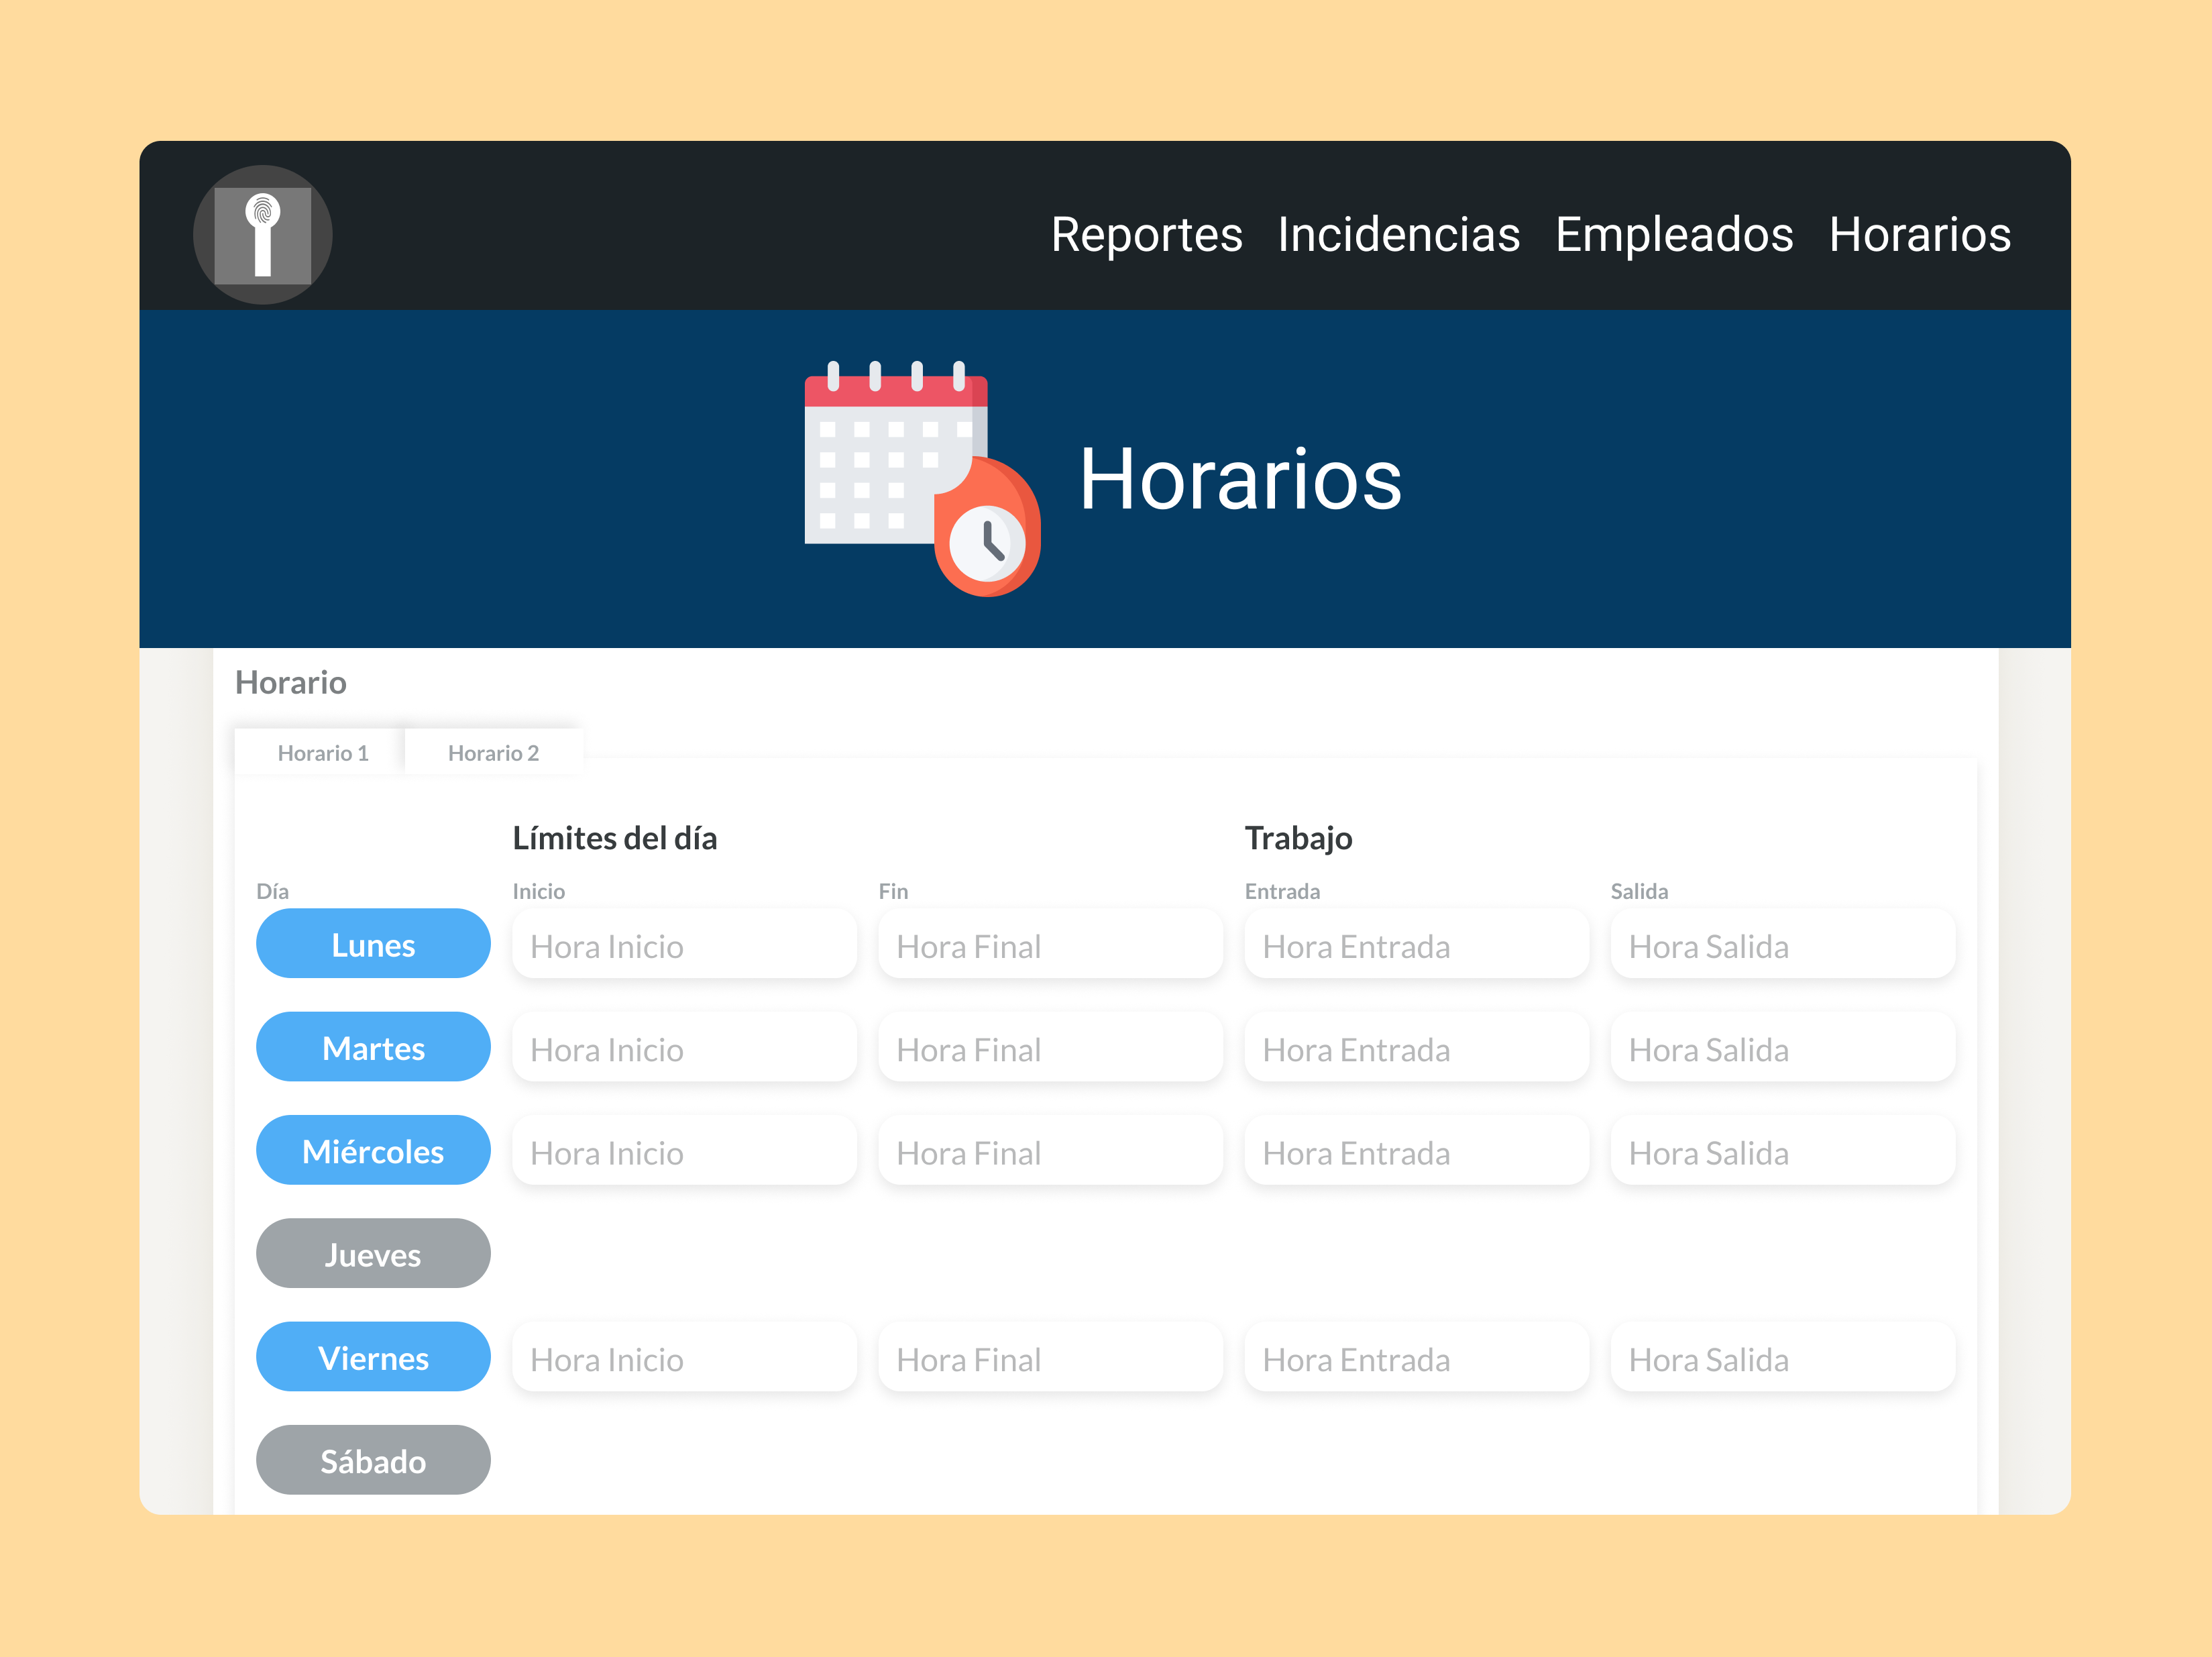 Reportes Incidencias Empleados Horarios
Horarios
Horario
Horario 1 Horario 2
Límites del día Trabajo
Día Inicio Fin Entrada Salida
Lunes Hora Inicio Hora Final Hora Entrada Hora Salida
Martes Hora Inicio Hora Final Hora Entrada Hora Salida
Miércoles Hora Inicio Hora Final Hora Entrada Hora Salida
Jueves
Viernes Hora Inicio Hora Final Hora Entrada Hora Salida
Sábado